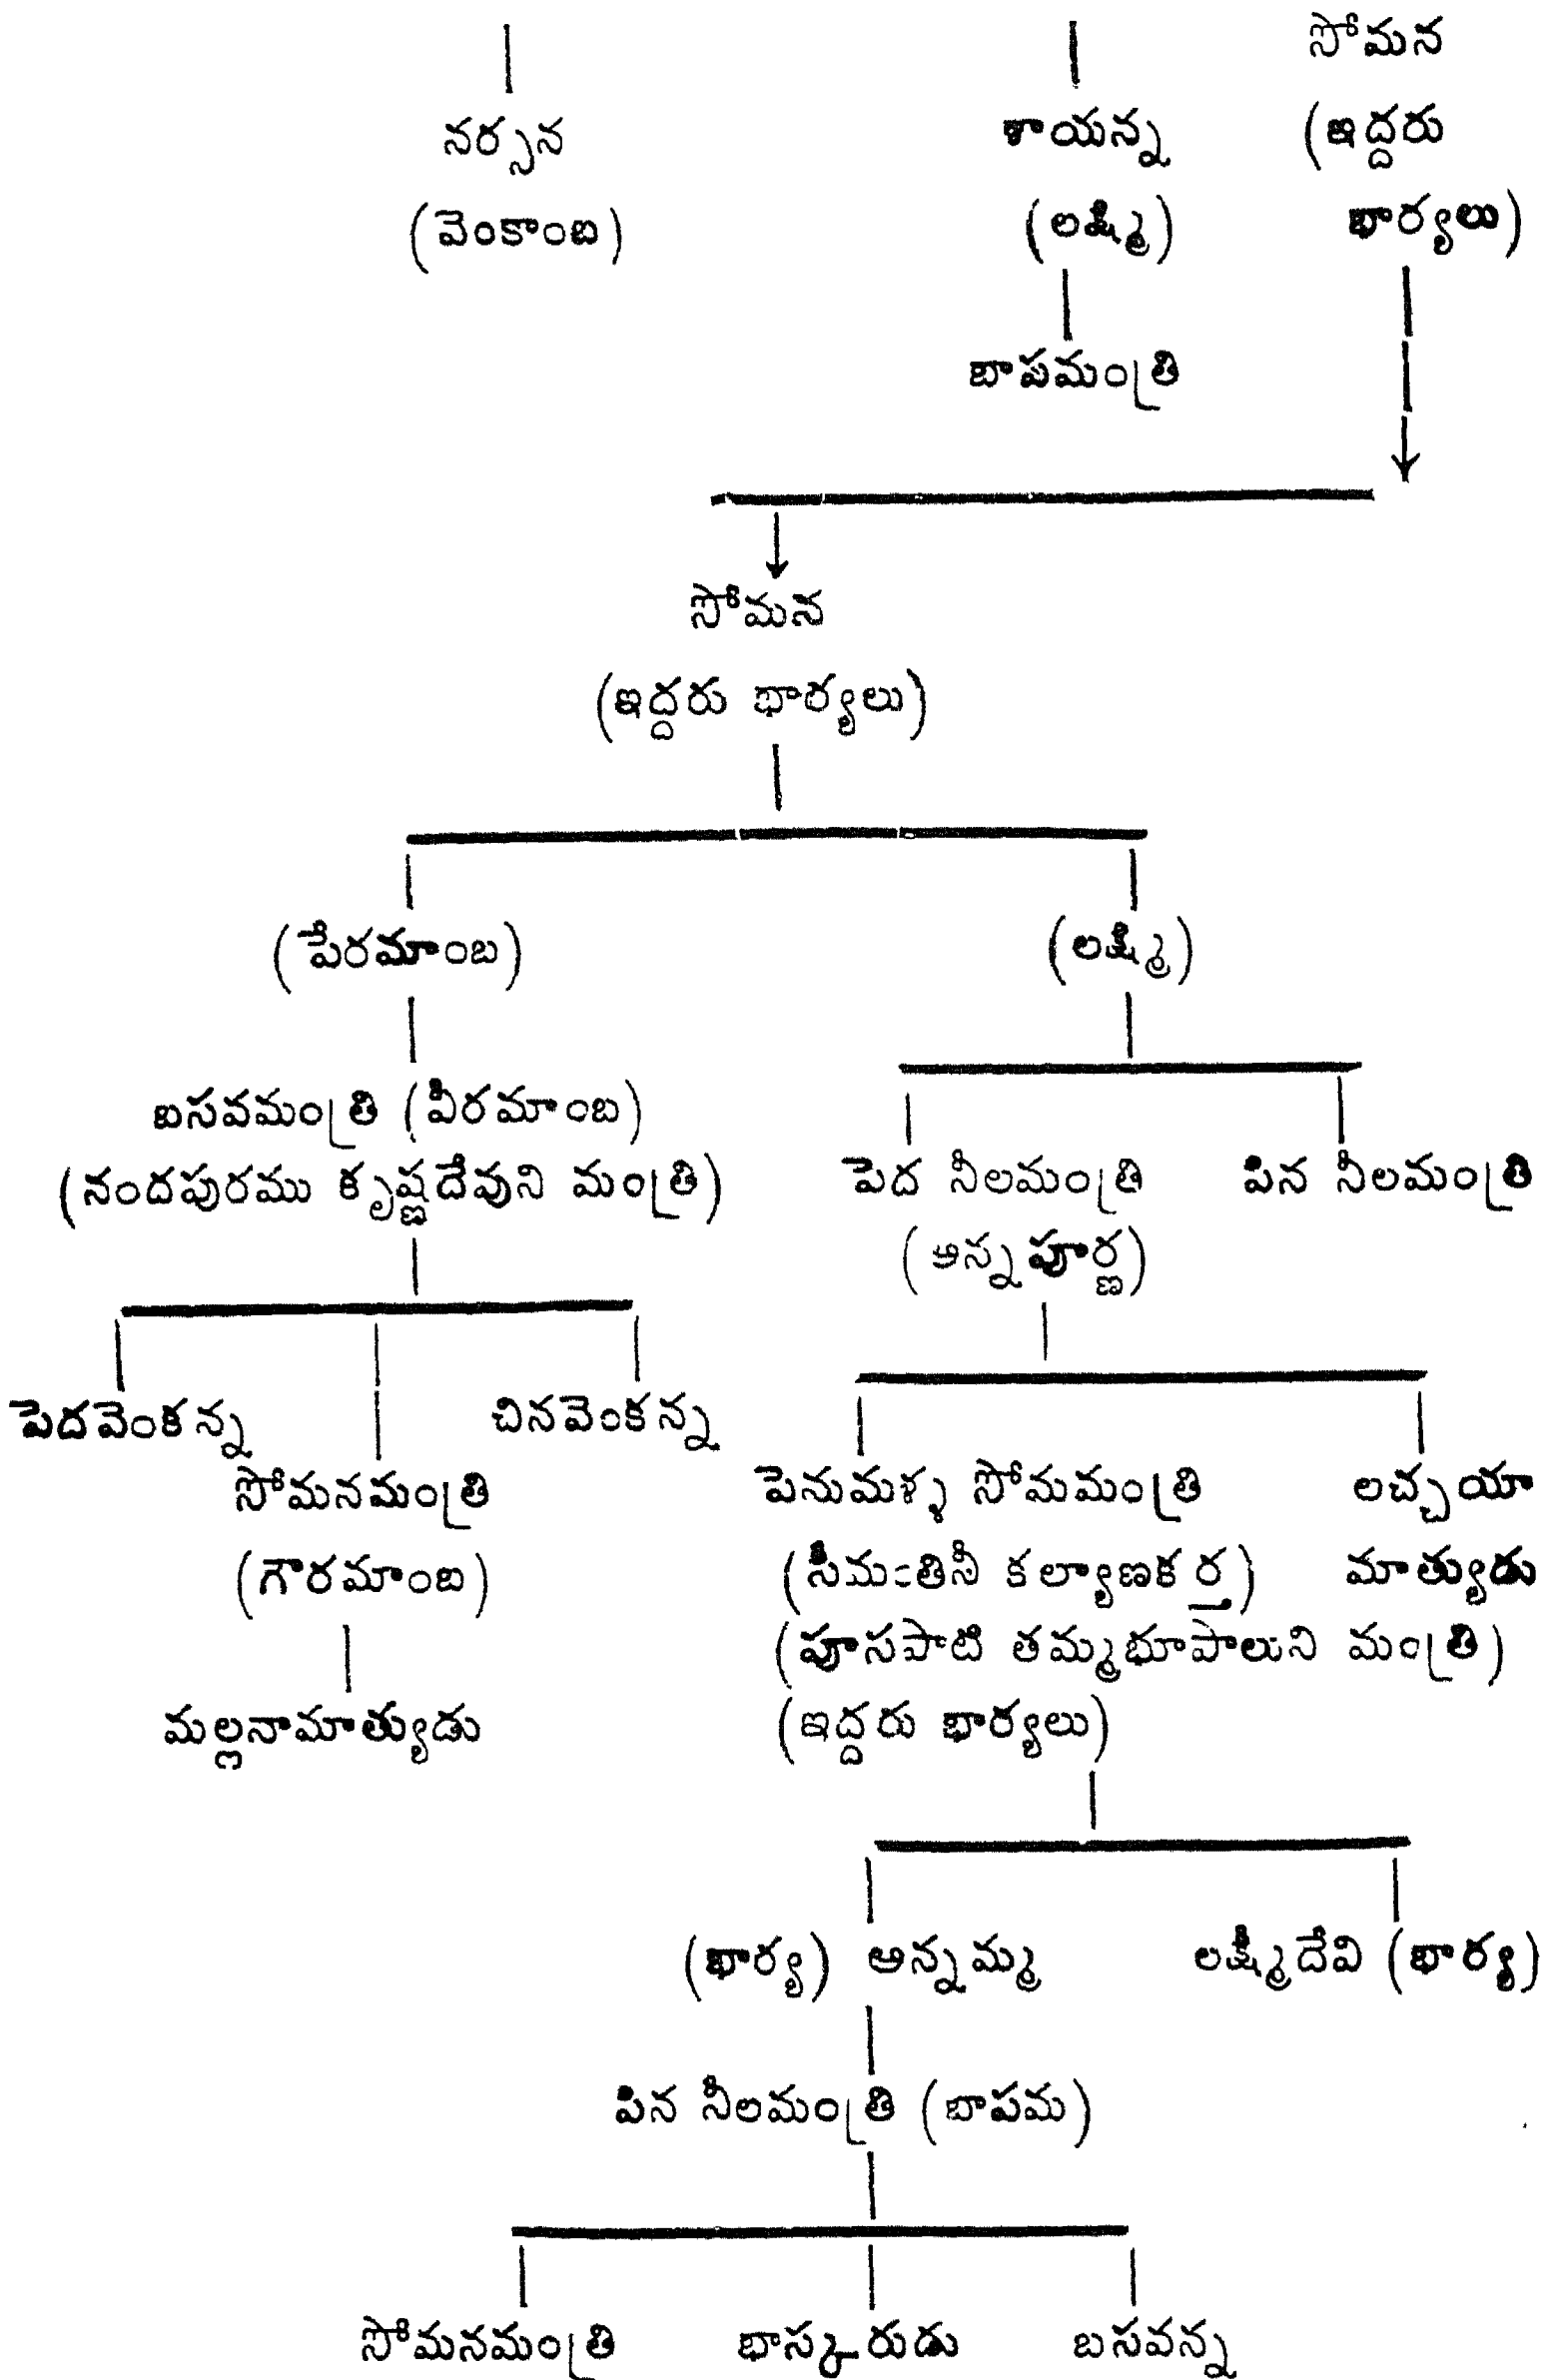 సోమన
నర్సన శాయన్న (ఇద్దరు
(వెంకాంబ) (లక్ష్మి) భార్యలు)
బాపమంత్రి
సోమన
(ఇద్దరు భార్యలు)
(పేరమాంబ) (లక్ష్మి)
బసవమంత్రి (వీరమాంబ)
(నందపురము కృష్ణదేవుని మంత్రి) పెద నీలమంత్రి పిన నీలమంత్రి
(అన్నపూర్ణ)
పెదవెంకన్న చినవెంకన్న
సోమనమంత్రి పెనుమళ్ళ సోమమంత్రి లచ్చయా
(గౌరమాంబ) (సీమంతినీ కల్యాణకర్త) మాత్యుడు
(పూసపాటి తమ్మభూపాలుని మంత్రి)
మల్లనామాత్యుడు (ఇద్దరు భార్యలు)
(భార్య) అన్నమ్మ లక్ష్మిదేవి (భార్య)
పిన నీలమంత్రి (బాపమ)
సోమనమంత్రి భాస్కరుడు బసవన్న